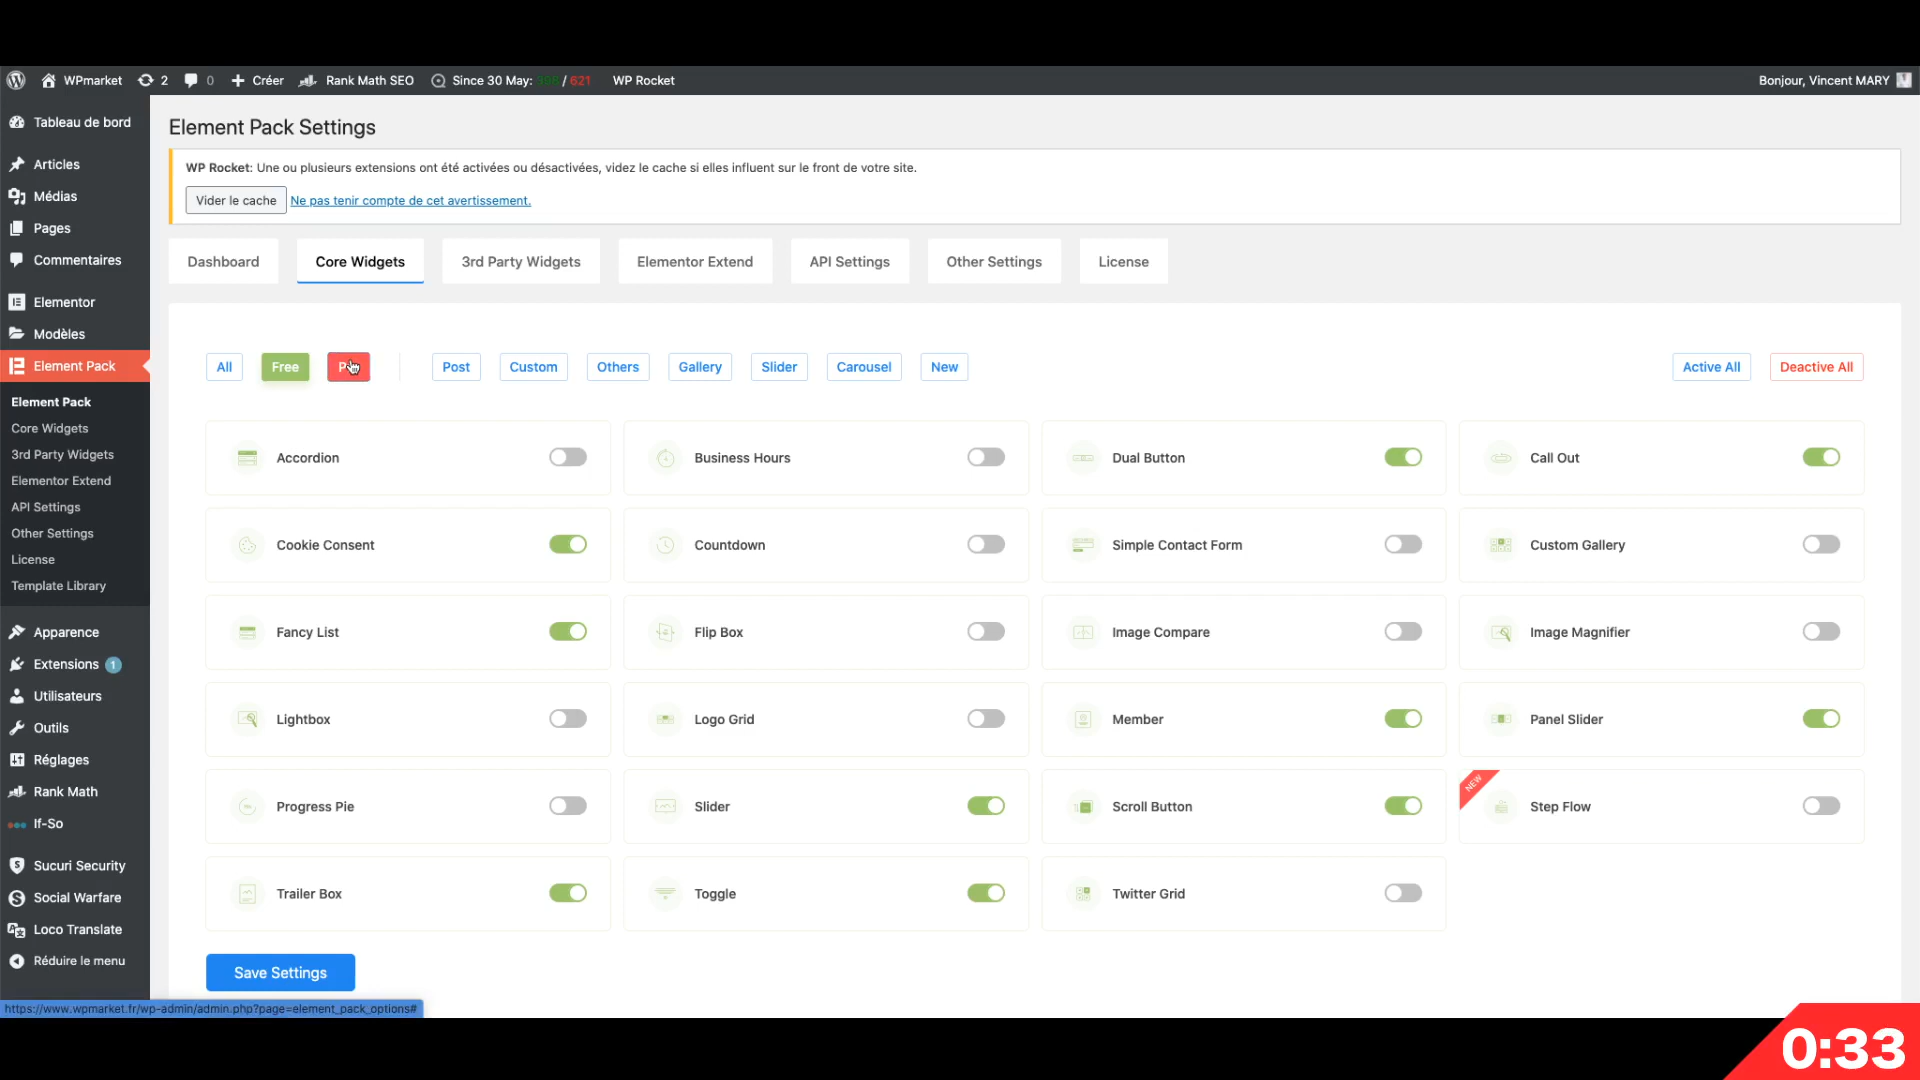 WPmarket 2 0 Créer Rank Math SEO Since 30 May: 398 / 621 WP Rocket Bonjour, Vincent MARY
Tableau de bord
Articles
Médias
Pages
Commentaires
Elementor
Modèles
Element Pack
Element Pack
Core Widgets
3rd Party Widgets
Elementor Extend
API Settings
Other Settings
License
Template Library
Apparence
Extensions 1
Utilisateurs
Outils
Réglages
Rank Math
If-So
Sucuri Security
Social Warfare
Loco Translate
Réduire le menu
Element Pack Settings
WP Rocket: Une ou plusieurs extensions ont été activées ou désactivées, videz le cache si elles influent sur le front de votre site.
Vider le cache Ne pas tenir compte de cet avertissement.
Dashboard Core Widgets 3rd Party Widgets Elementor Extend API Settings Other Settings License
All Free Post Custom Others Gallery Slider Carousel New Active All Deactive All
Accordion Business Hours Dual Button Call Out
Cookie Consent Countdown Simple Contact Form Custom Gallery
Fancy List Flip Box Image Compare Image Magnifier
Lightbox Logo Grid Member Panel Slider
NEW
Progress Pie Slider Scroll Button Step Flow
Trailer Box Toggle Twitter Grid
Save Settings
https://www.wpmarket.fr/wp-admin/admin.php?page=element_pack_options#
0:33